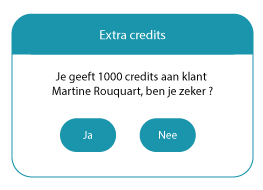 Extra credits
Je geeft 1000 credits aan klant
Martine Rouquart, ben je zeker ?
Ja
Nee